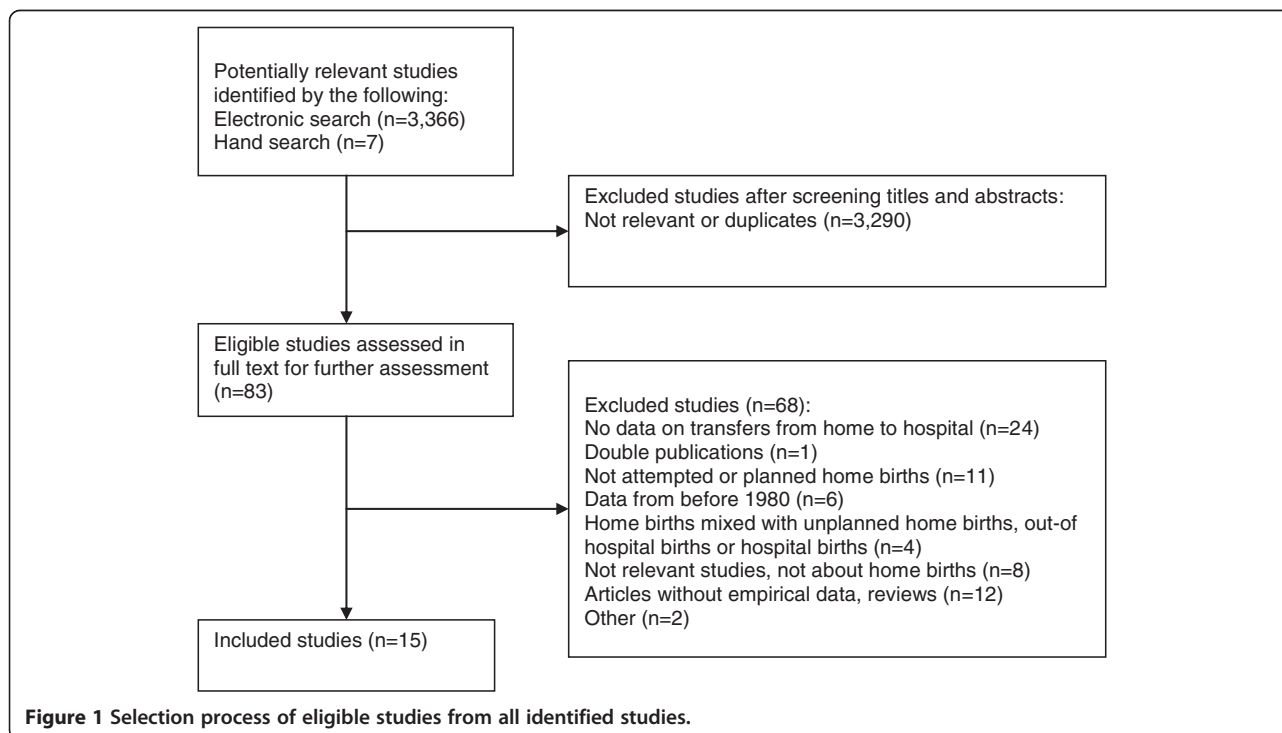 Potentially relevant studies
identified by the following:
Electronic search (n=3,366)
Hand search (n=7)
Excluded studies after screening titles and abstracts:
Not relevant or duplicates (n=3,290)
Eligible studies assessed in
full text for further assessment
(n=83)
Excluded studies (n=68):
No data on transfers from home to hospital (n=24)
Double publications (n=1)
Not attempted or planned home births (n=11)
Data from before 1980 (n=6)
Home births mixed with unplanned home births, out-of
hospital births or hospital births (n=4)
Not relevant studies, not about home births (n=8)
Articles without empirical data, reviews (n=12)
Other (n=2)
Included studies (n=15)
Figure 1 Selection process of eligible studies from all identified studies.